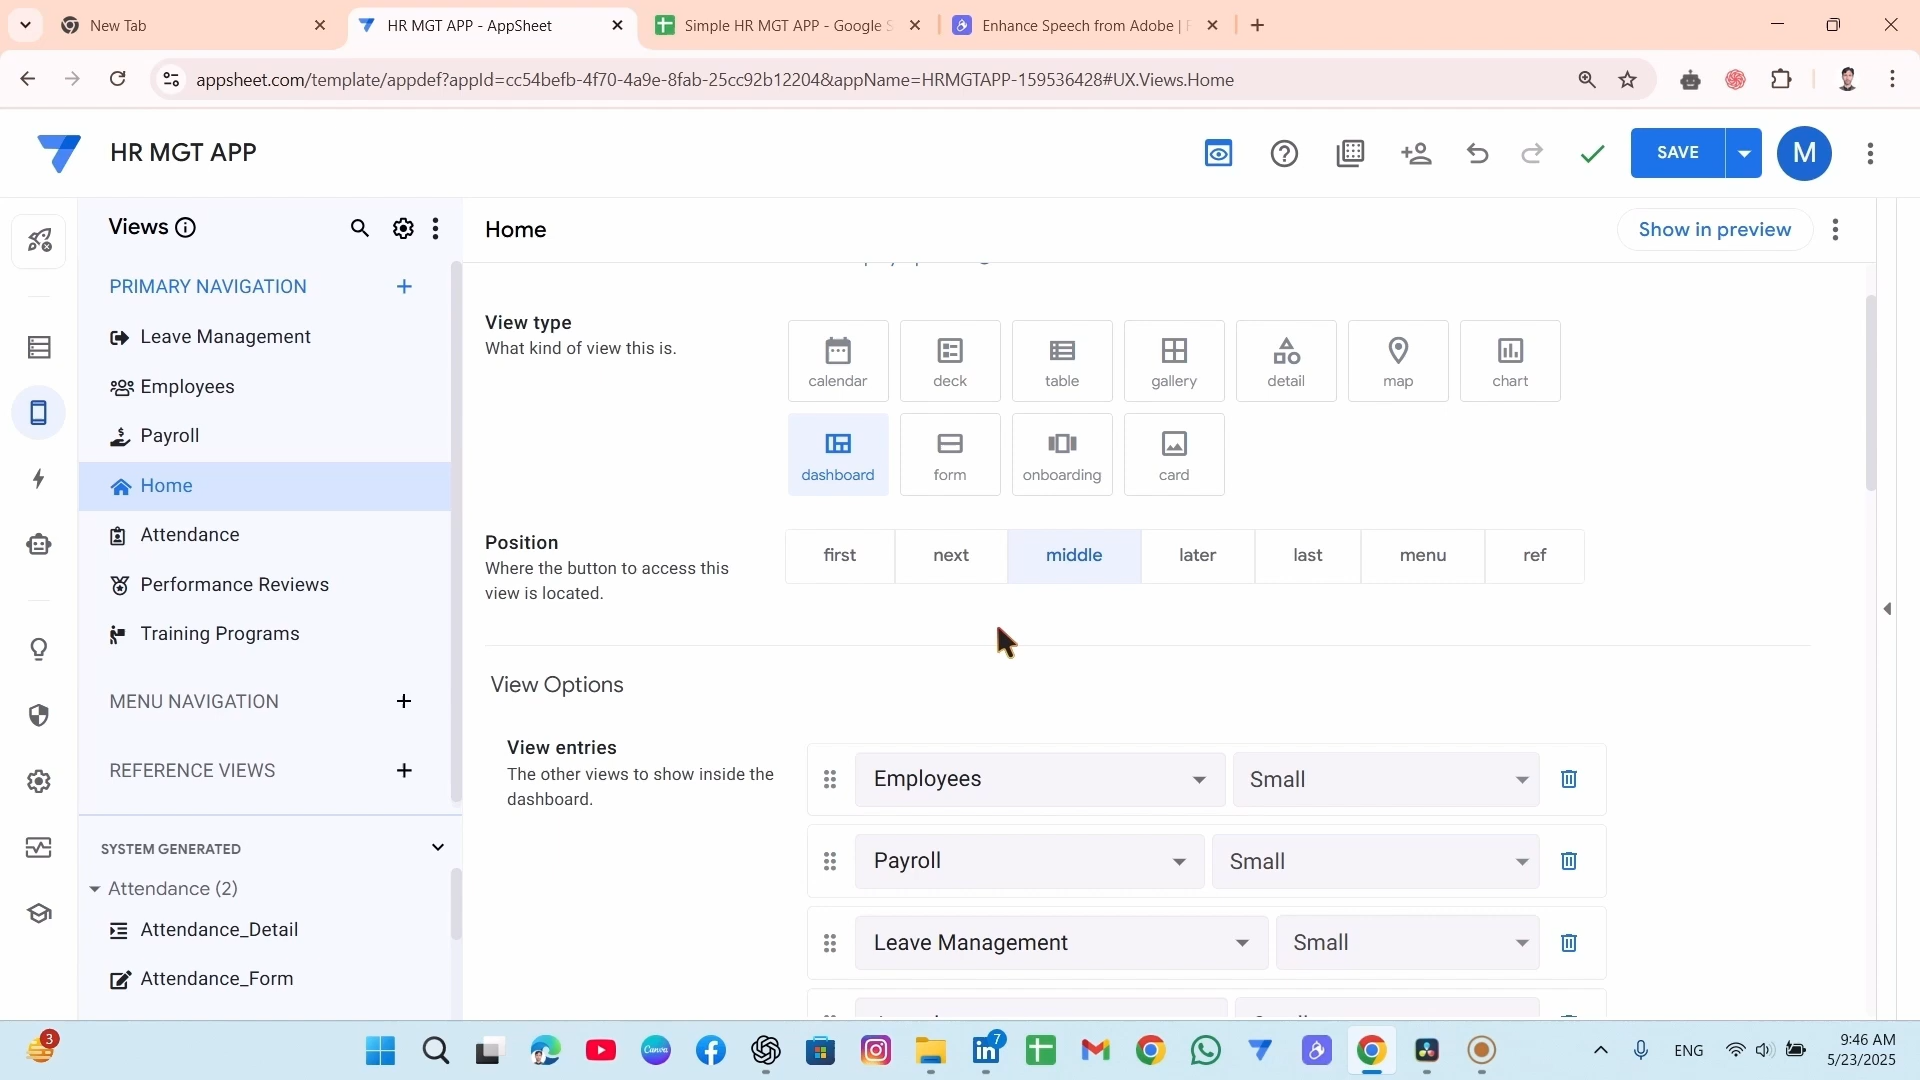 New Tab
HR MGT APP - AppSheet
Simple HR MGT APP - Google S
Enhance Speech from Adobe | F
appsheet.com/template/appdef?appId=cc54befb-4f70-4a9e-8fab-25cc92b12204&appName=HRMGTAPP-159536428#UX.Views.Home
HR MGT APP
SAVE
M
Views
Home
Show in preview
PRIMARY NAVIGATION
Leave Management
Employees
Payroll
Home
Attendance
Performance Reviews
Training Programs
MENU NAVIGATION
REFERENCE VIEWS
SYSTEM GENERATED
Attendance (2)
Attendance_Detail
Attendance_Form
View type
What kind of view this is.
calendar
deck
table
gallery
detail
map
chart
dashboard
form
onboarding
card
Position
Where the button to access this
view is located.
first
next
middle
later
last
menu
ref
View Options
View entries
The other views to show inside the
dashboard.
Employees
Small
Payroll
Small
Leave Management
Small
3
Canva
7
ENG
9:46 AM
5/23/2025